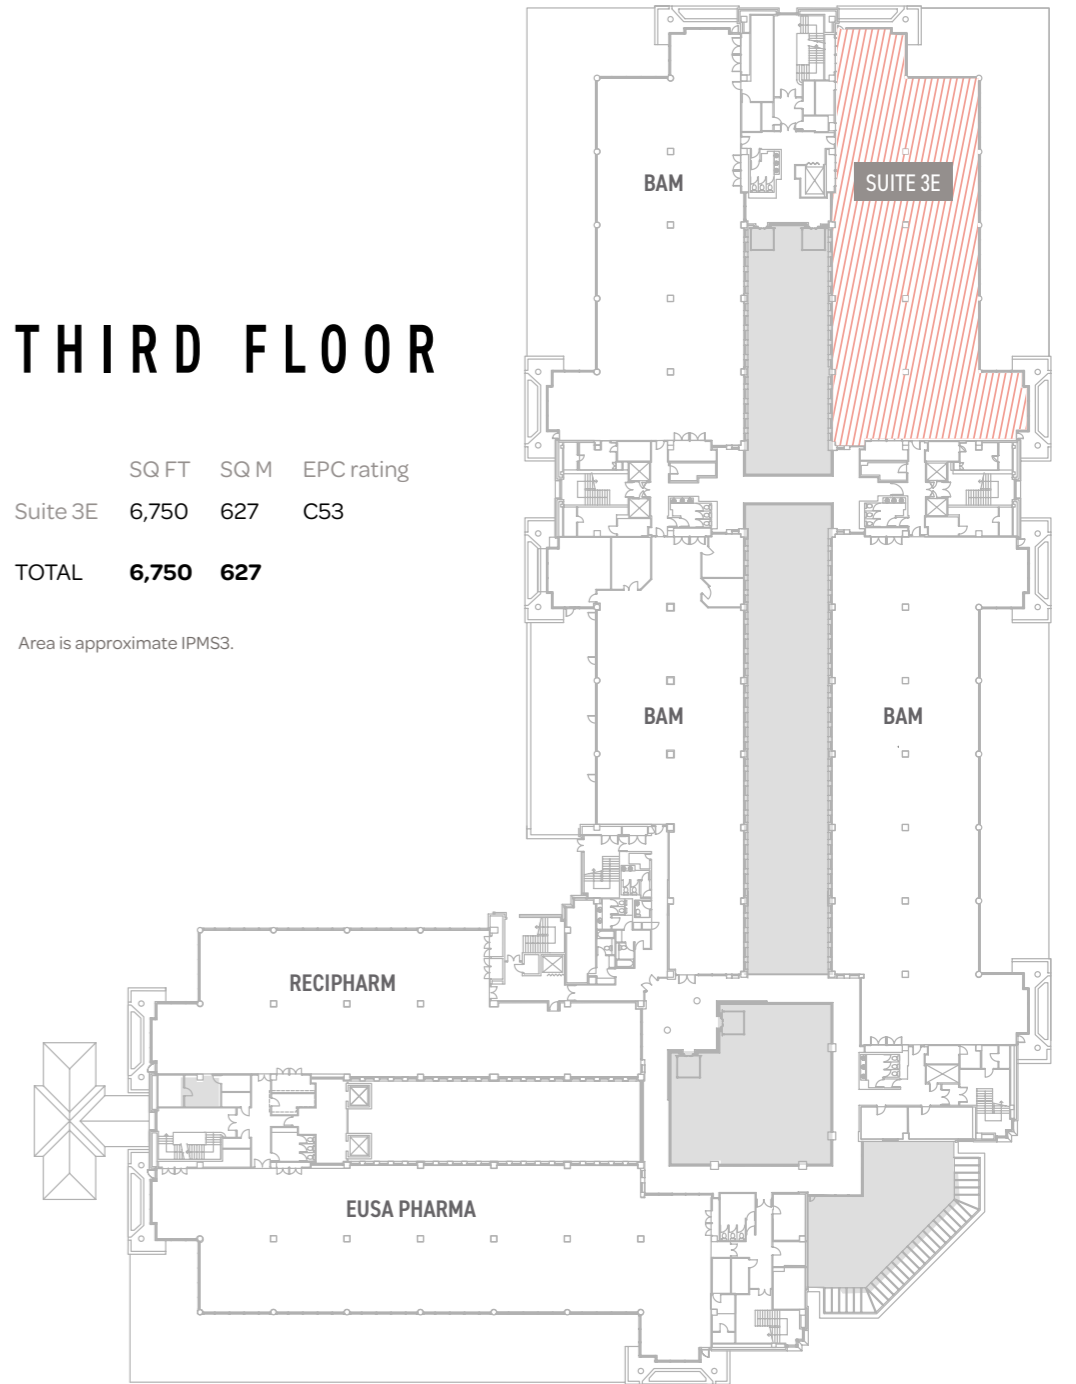 BAM
SUITE 3E
THIRD FLOOR
SQ FT SQ M EPC rating
Suite 3E 6,750 627 C53
TOTAL 6,750 627
Area is approximate IPMS3.
BAM
BAM
RECIPHARM
EUSA PHARMA